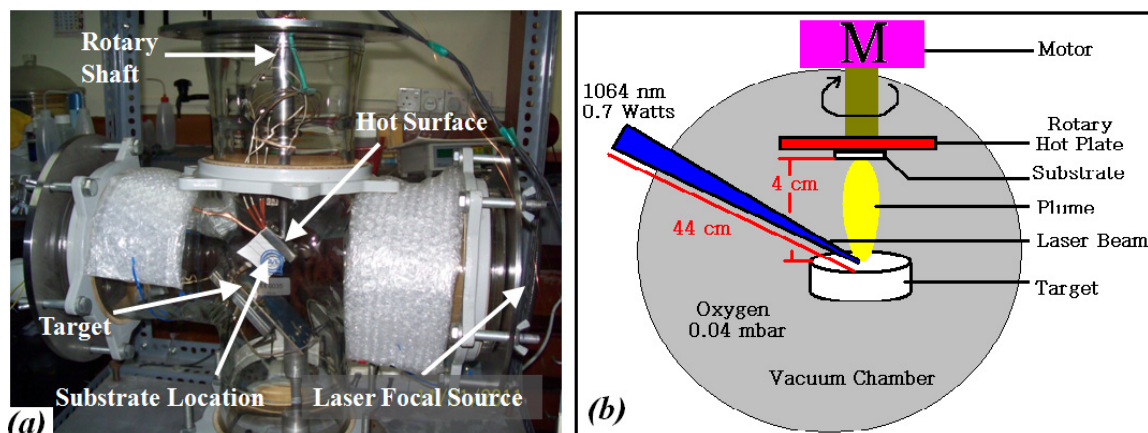 Rotary
Shaft
Hot Surface
Target
Substrate Location
Laser Focal Source
(a)
M
Motor
1064 nm
0.7 Watts
Rotary
Hot Plate
Substrate
4 cm
Plume
44 cm
Laser Beam
Target
Oxygen
0.04 mbar
Vacuum Chamber
(b)